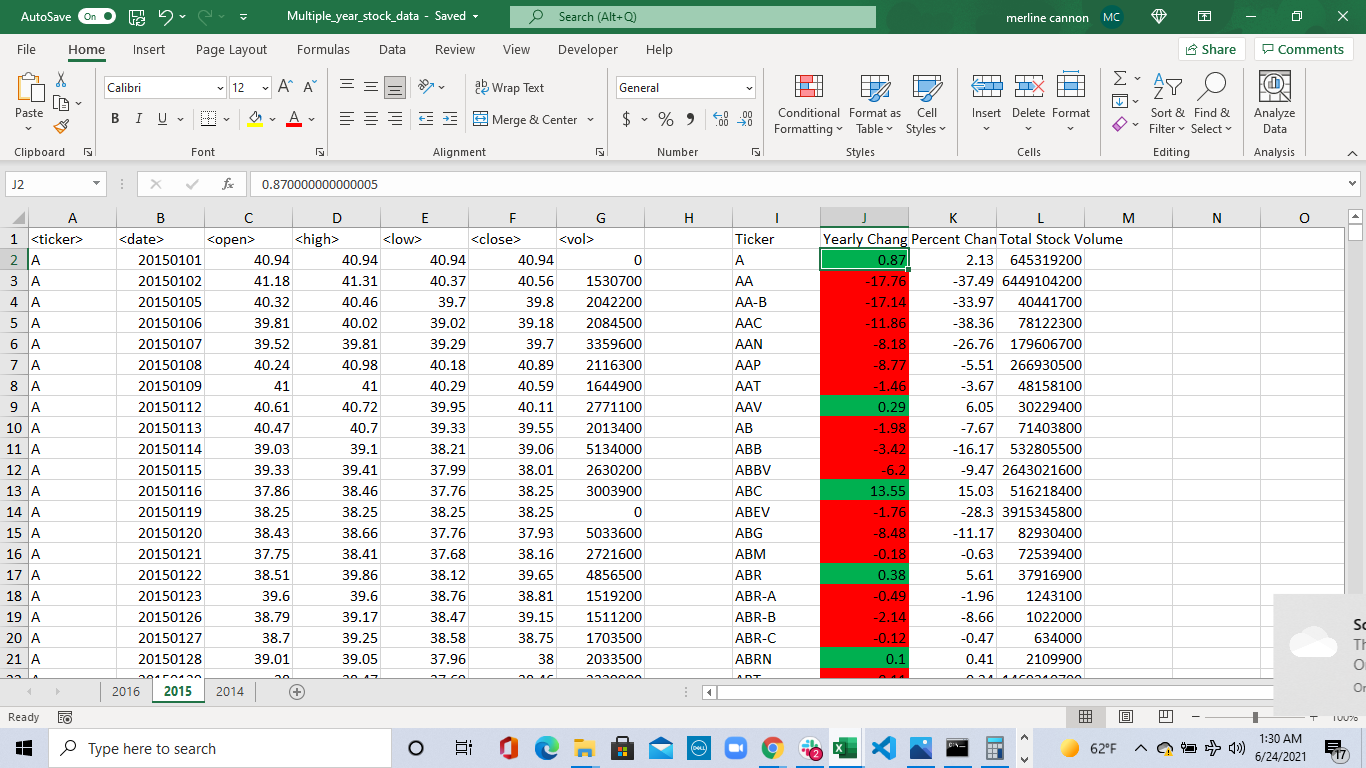 AutoSave On Multiple_year_stock_data - Saved Search (Alt+Q) merline cannon MC
File Home Insert Page Layout Formulas Data Review View Developer Help Share Comments
Paste Calibri 12 Wrap Text General Conditional Formatting Format as Table Cell Styles Insert Delete Format Sort & Filter Find & Select Analyze Data
B I U A Merge & Center $ % 9
Clipboard Font Alignment Number Styles Cells Editing Analysis
J2 fx 0.870000000000005
A B C D E F G H I J K L M N O
1 <ticker> <date> <open> <high> <low> <close> <vol> Ticker Yearly Chang Percent Chan Total Stock Volume
2 A 20150101 40.94 40.94 40.94 40.94 0 A 0.87 2.13 645319200
3 A 20150102 41.18 41.31 40.37 40.56 1530700 AA -17.76 -37.49 6449104200
4 A 20150105 40.32 40.46 39.7 39.8 2042200 AA-B -17.14 -33.97 40441700
5 A 20150106 39.81 40.02 39.02 39.18 2084500 AAC -11.86 -38.36 78122300
6 A 20150107 39.52 39.81 39.29 39.7 3359600 AAN -8.18 -26.76 179606700
7 A 20150108 40.24 40.98 40.18 40.89 2116300 AAP -8.77 -5.51 266930500
8 A 20150109 41 41 40.29 40.59 1644900 AAT -1.46 -3.67 48158100
9 A 20150112 40.61 40.72 39.95 40.11 2771100 AAV 0.29 6.05 30229400
10 A 20150113 40.47 40.7 39.33 39.55 2013400 AB -1.98 -7.67 71403800
11 A 20150114 39.03 39.1 38.21 39.06 5134000 ABB -3.42 -16.17 532805500
12 A 20150115 39.33 39.41 37.99 38.01 2630200 ABBV -6.2 -9.47 2643021600
13 A 20150116 37.86 38.46 37.76 38.25 3003900 ABC 13.55 15.03 516218400
14 A 20150119 38.25 38.25 38.25 38.25 0 ABEV -1.76 -28.3 3915345800
15 A 20150120 38.43 38.66 37.76 37.93 5033600 ABG -8.48 -11.17 82930400
16 A 20150121 37.75 38.41 37.68 38.16 2721600 ABM -0.18 -0.63 72539400
17 A 20150122 38.51 39.86 38.12 39.65 4856500 ABR 0.38 5.61 37916900
18 A 20150123 39.6 39.6 38.76 38.81 1519200 ABR-A -0.49 -1.96 1243100
19 A 20150126 38.79 39.17 38.47 39.15 1511200 ABR-B -2.14 -8.66 1022000
20 A 20150127 38.7 39.25 38.58 38.75 1703500 ABR-C -0.12 -0.47 634000
21 A 20150128 39.01 39.05 37.96 38 2033500 ABRN 0.1 0.41 2109900
2016 2015 2014
Ready 100%
Type here to search DELL 2 62°F 1:30 AM
6/24/2021 17